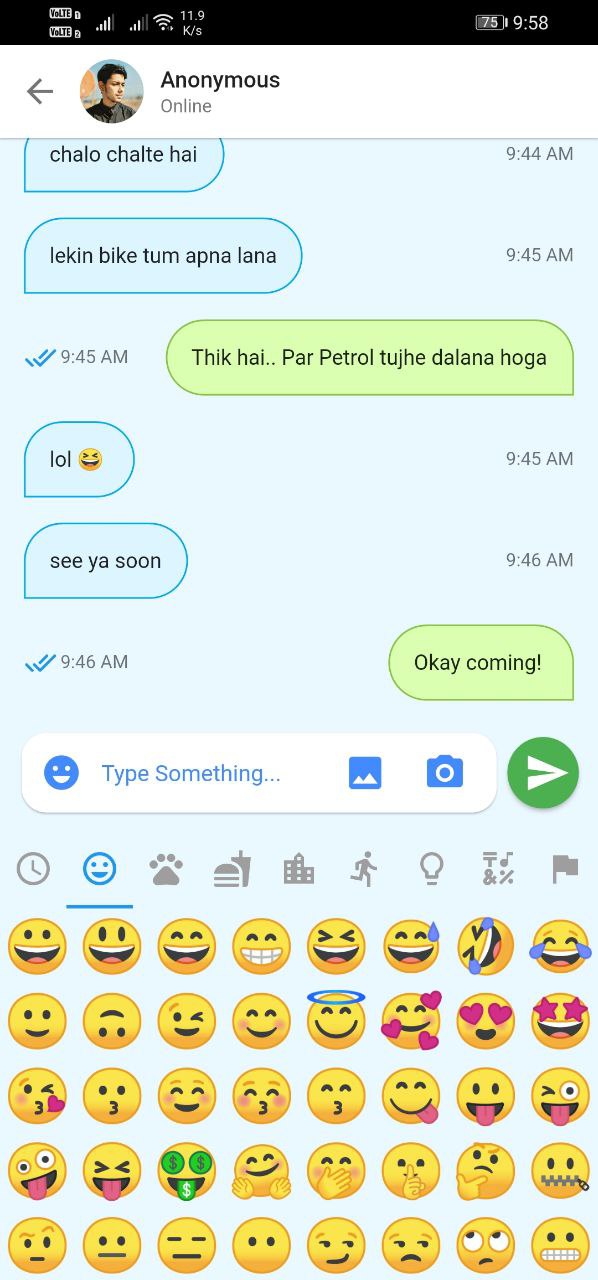 VoLTE 1
VoLTE 2
11.9
K/s
75
9:58
Anonymous
Online
chalo chalte hai
9:44 AM
lekin bike tum apna lana
9:45 AM
9:45 AM
Thik hai.. Par Petrol tujhe dalana hoga
lol 😆
9:45 AM
see ya soon
9:46 AM
9:46 AM
Okay coming!
Type Something...